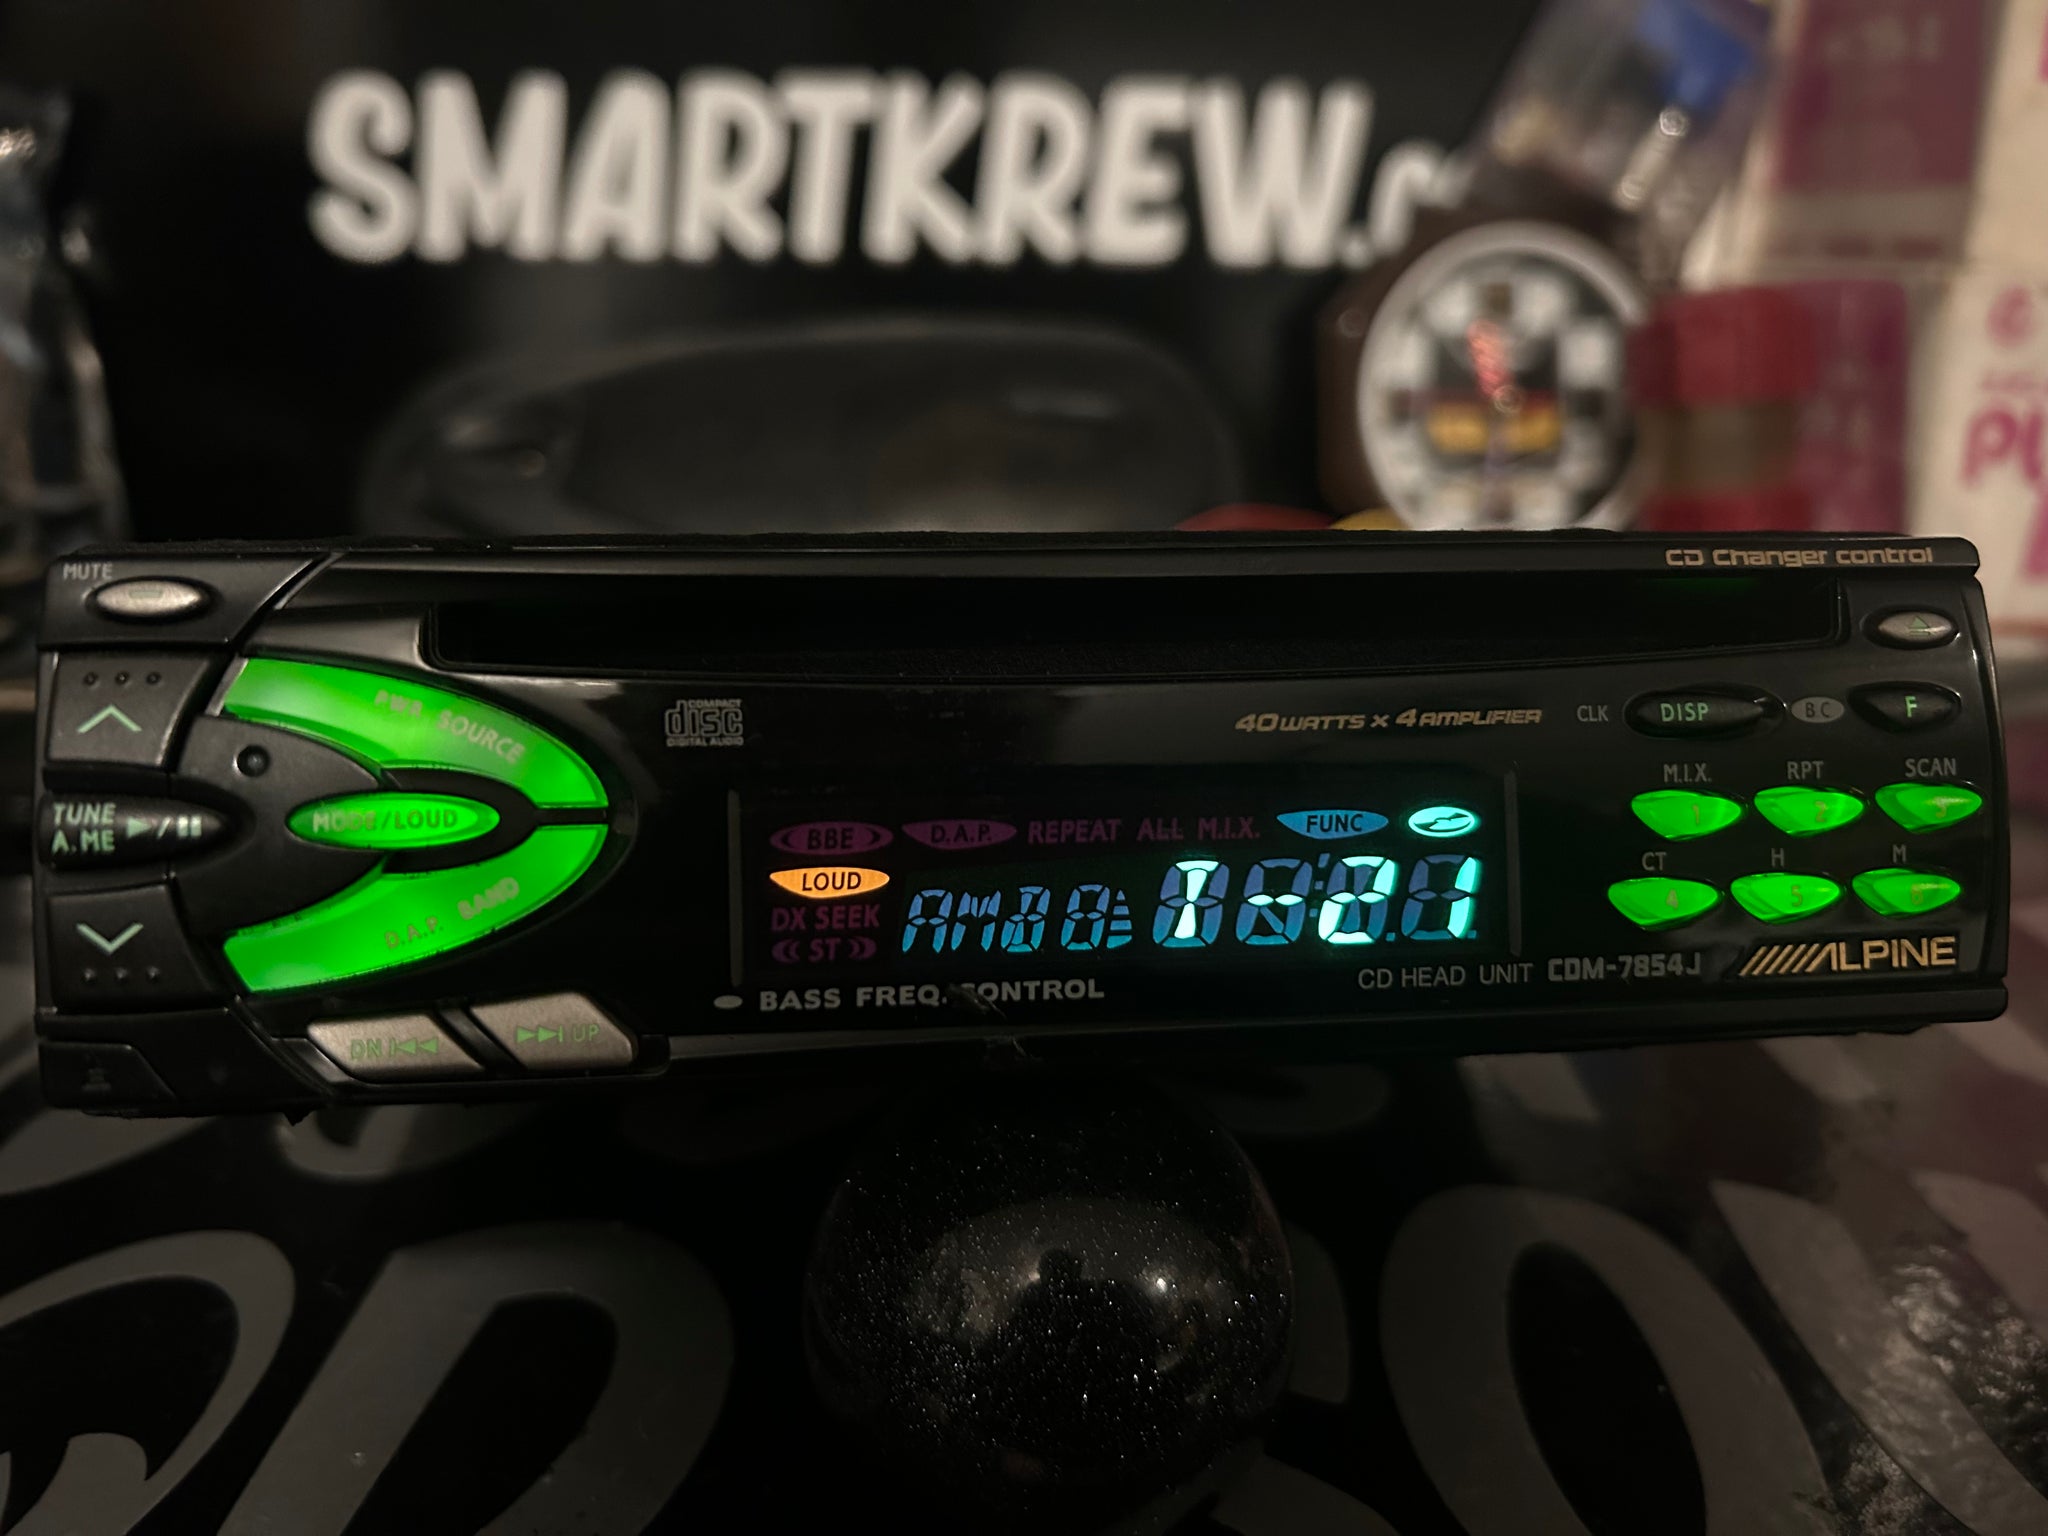 SMARTKREW.
PU
CD Changer control
MUTE
PWR SOURCE
COMPACT
disc
DIGITAL AUDIO
40WATTS x 4 AMPLIFIER
CLK DISP BC F
M.I.X. RPT SCAN
1 2 3
TUNE
A.ME
MODE/LOUD
BBE D.A.P. REPEAT ALL M.I.X. FUNC
LOUD
DX SEEK
ST
CT H M
4 5 6
D.A.P. BAND
BASS FREQ. CONTROL
CD HEAD UNIT CDM-7854J ALPINE
DN UP